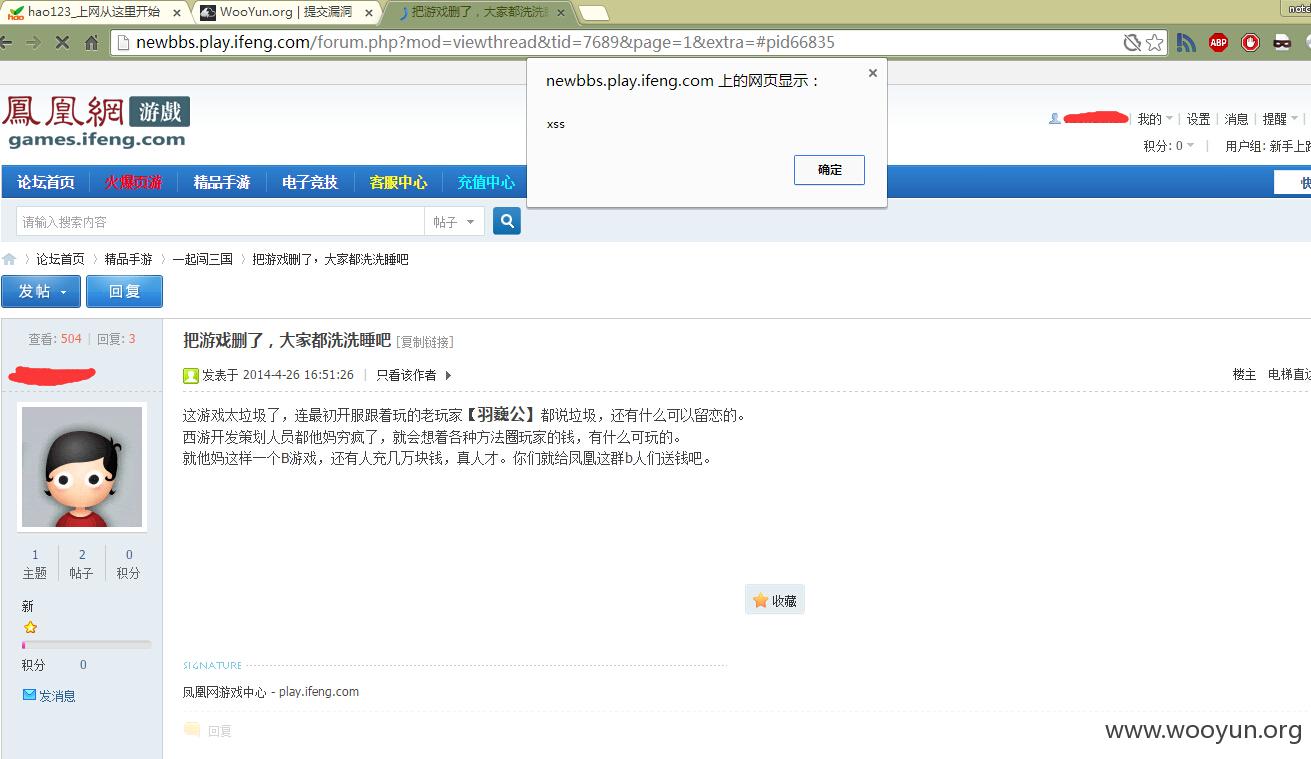 hao123_上网从这里开始
WooYun.org | 提交漏洞
把游戏删了，大家都洗洗
notc
newbbs.play.ifeng.com/forum.php?mod=viewthread&tid=7689&page=1&extra=#pid66835
ABP
newbbs.play.ifeng.com 上的网页显示：
xss
确定
鳳凰網 游戲
games.ifeng.com
我的 设置 消息 提醒
积分: 0 用户组: 新手上路
论坛首页 火爆页游 精品手游 电子竞技 客服中心 充值中心
快
请输入搜索内容 帖子
论坛首页 精品手游 一起闯三国 把游戏删了，大家都洗洗睡吧
发帖 回复
查看: 504 | 回复: 3
把游戏删了，大家都洗洗睡吧 [复制链接]
发表于 2014-4-26 16:51:26 | 只看该作者
楼主 电梯直达
这游戏太垃圾了，连最初开服跟着玩的老玩家【羽巍公】都说垃圾，还有什么可以留恋的。
西游开发策划人员都他妈穷疯了，就会想着各种方法圈玩家的钱，有什么可玩的。
就他妈这样一个B游戏，还有人充几万块钱，真人才。你们就给凤凰这群b人们送钱吧。
1 2 0
主题 帖子 积分
新
积分 0
发消息
收藏
SIGNATURE
凤凰网游戏中心 - play.ifeng.com
回复
www.wooyun.org